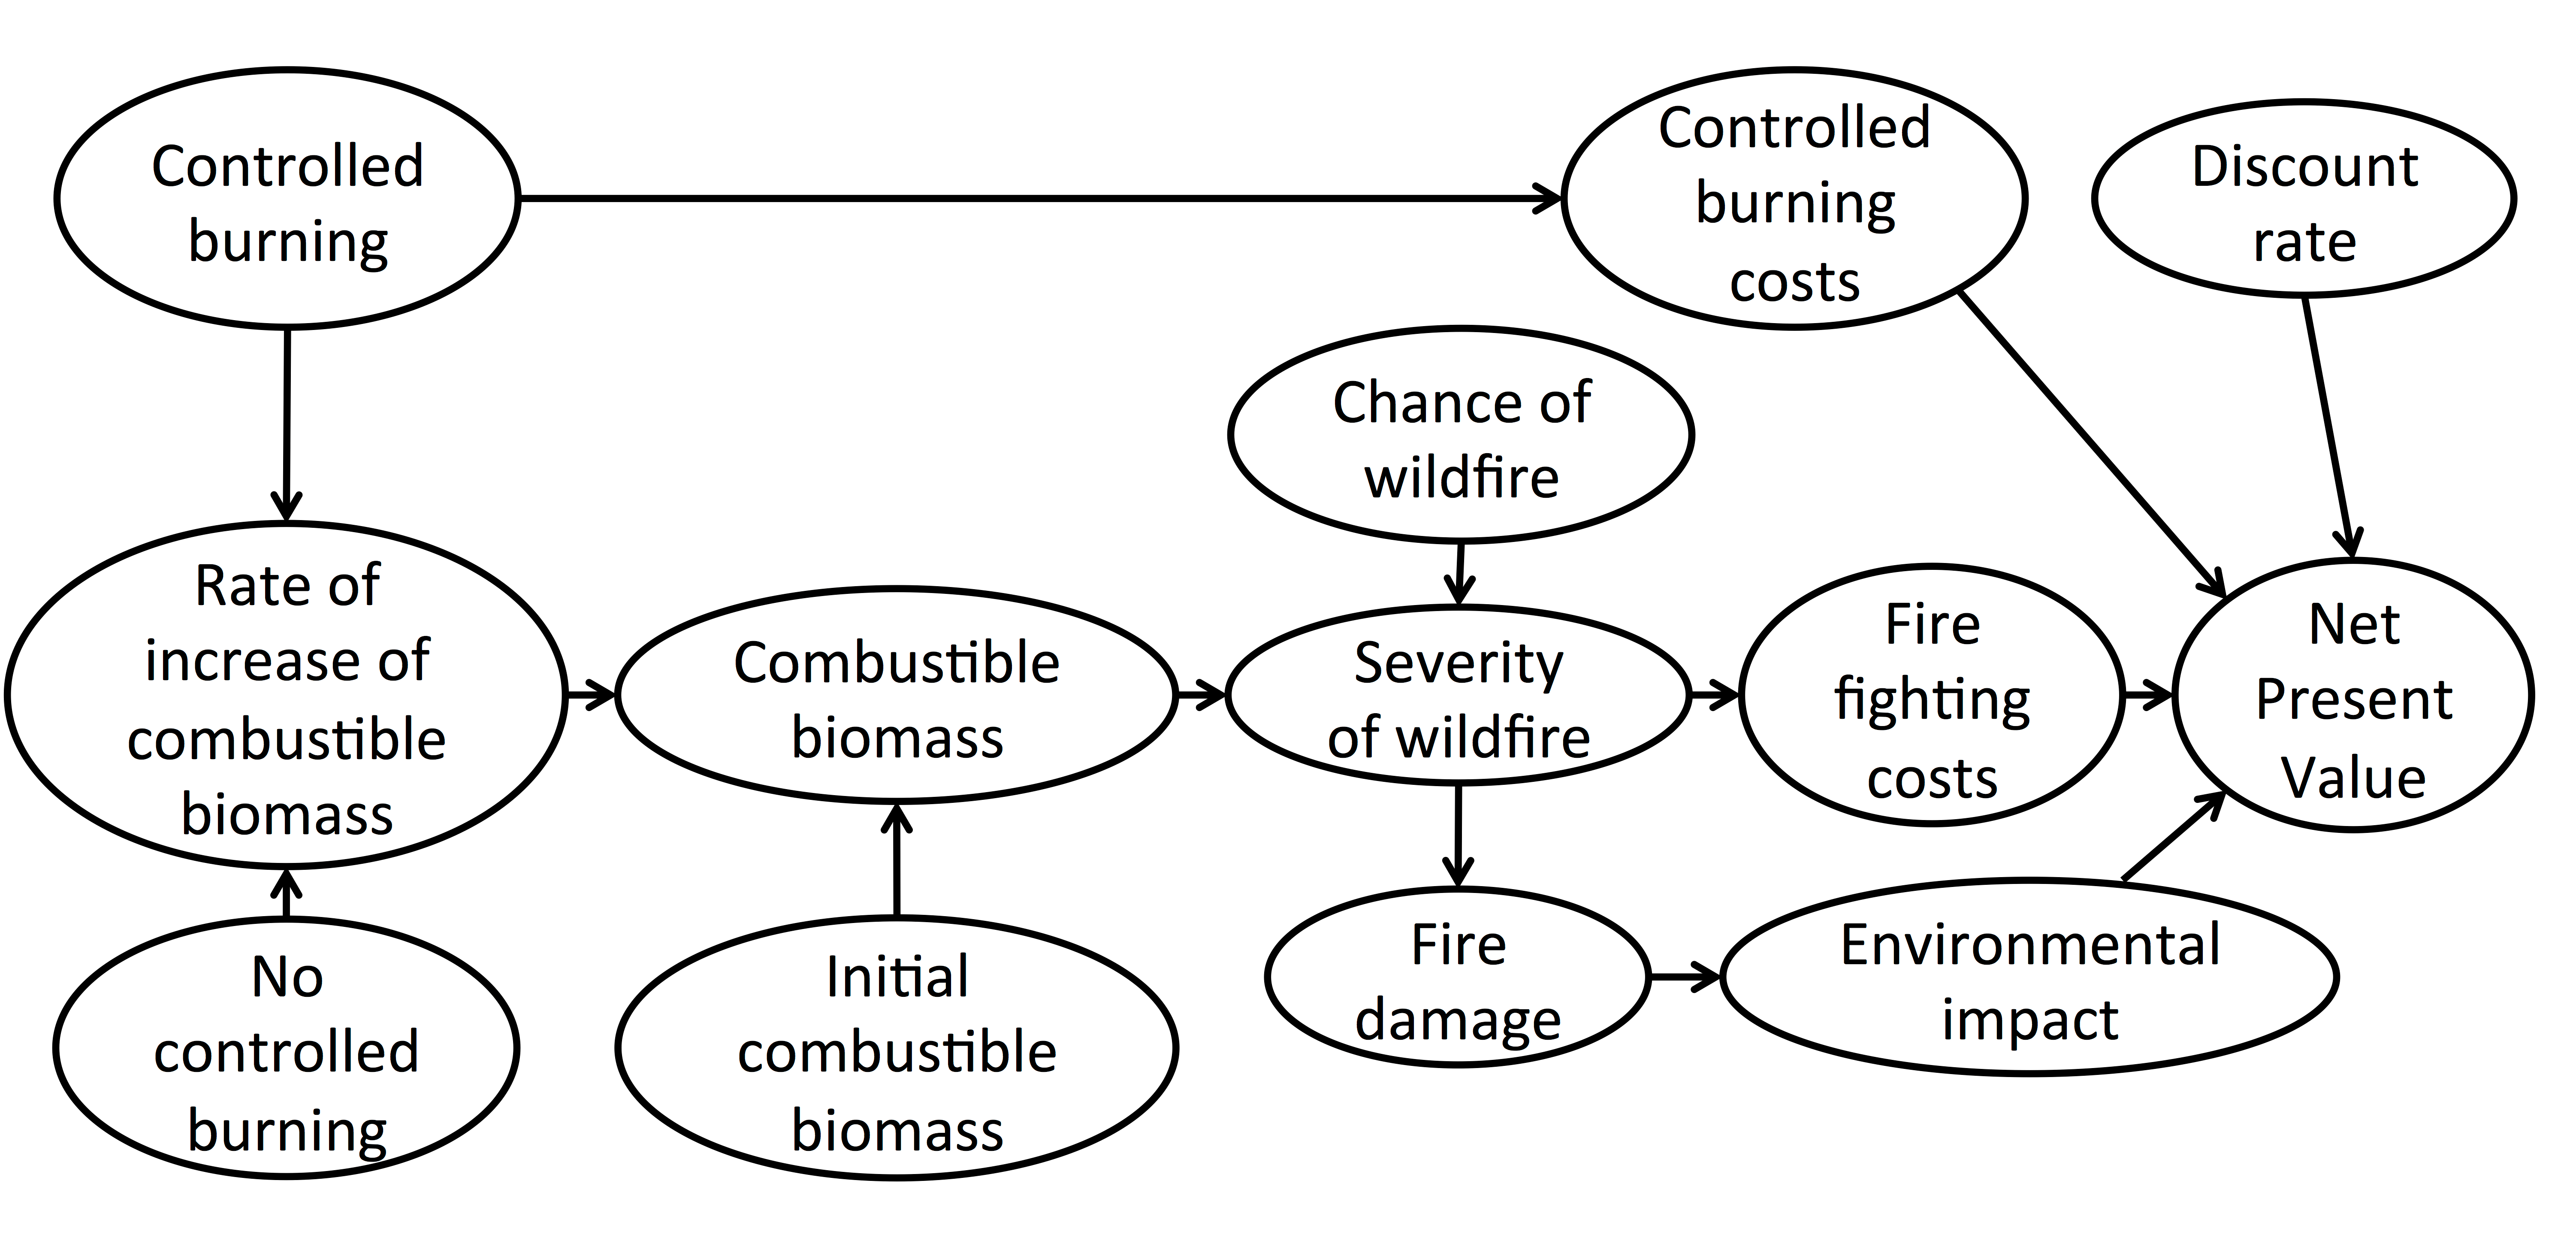 Controlled
burning
Controlled
burning
costs
Discount
rate
Chance of
wildfire
Rate of
increase of
combustible
biomass
Combustible
biomass
Severity
of wildfire
Fire
fighting
costs
Net
Present
Value
No
controlled
burning
Initial
combustible
biomass
Fire
damage
Environmental
impact